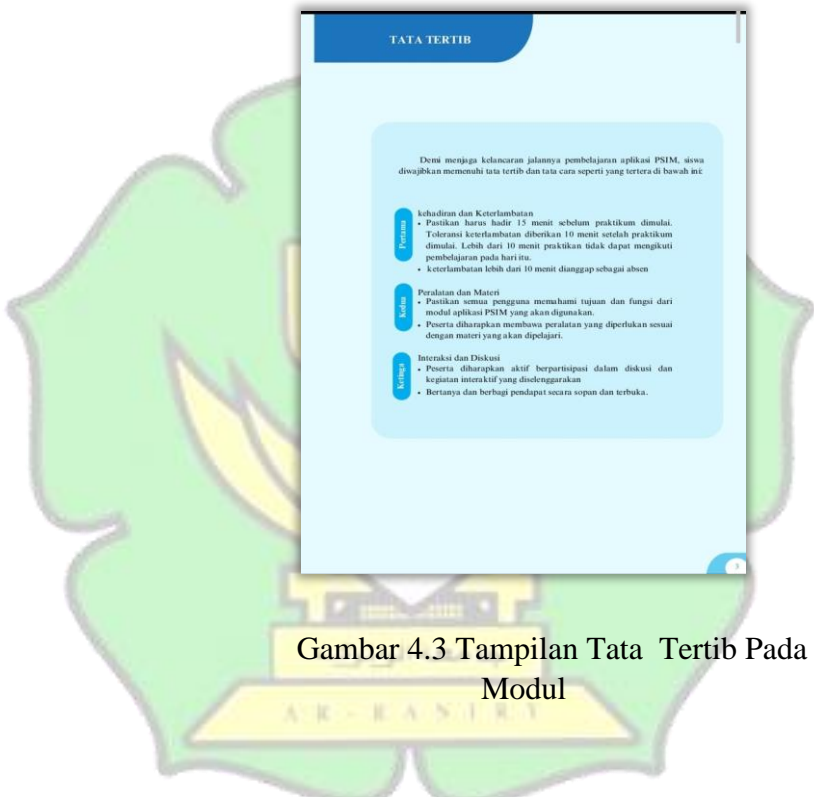 TATA TERTIB
Demi menjaga kelancaran jalannya pembelajaran aplikasi PSIM, siswa
diwajibkan memenuhi tata tertib dan tata cara seperti yang tertera di bawah ini:
Pertama
kehadiran dan Keterlambatan
• Pastikan harus hadir 15 menit sebelum praktikum dimulai.
Toleransi keterlambatan diberikan 10 menit setelah praktikum
dimulai. Lebih dari 10 menit praktikan tidak dapat mengikuti
pembelajaran pada hari itu.
• keterlambatan lebih dari 10 menit dianggap sebagai absen
Kedua
Peralatan dan Materi
• Pastikan semua pengguna memahami tujuan dan fungsi dari
modul aplikasi PSIM yang akan digunakan.
• Peserta diharapkan membawa peralatan yang diperlukan sesuai
dengan materi yang akan dipelajari.
Ketinga
Interaksi dan Diskusi
• Peserta diharapkan aktif berpartisipasi dalam diskusi dan
kegiatan interaktif yang diselenggarakan
• Bertanya dan berbagi pendapat secara sopan dan terbuka.
3
Gambar 4.3 Tampilan Tata Tertib Pada
Modul
AR-RANIRY